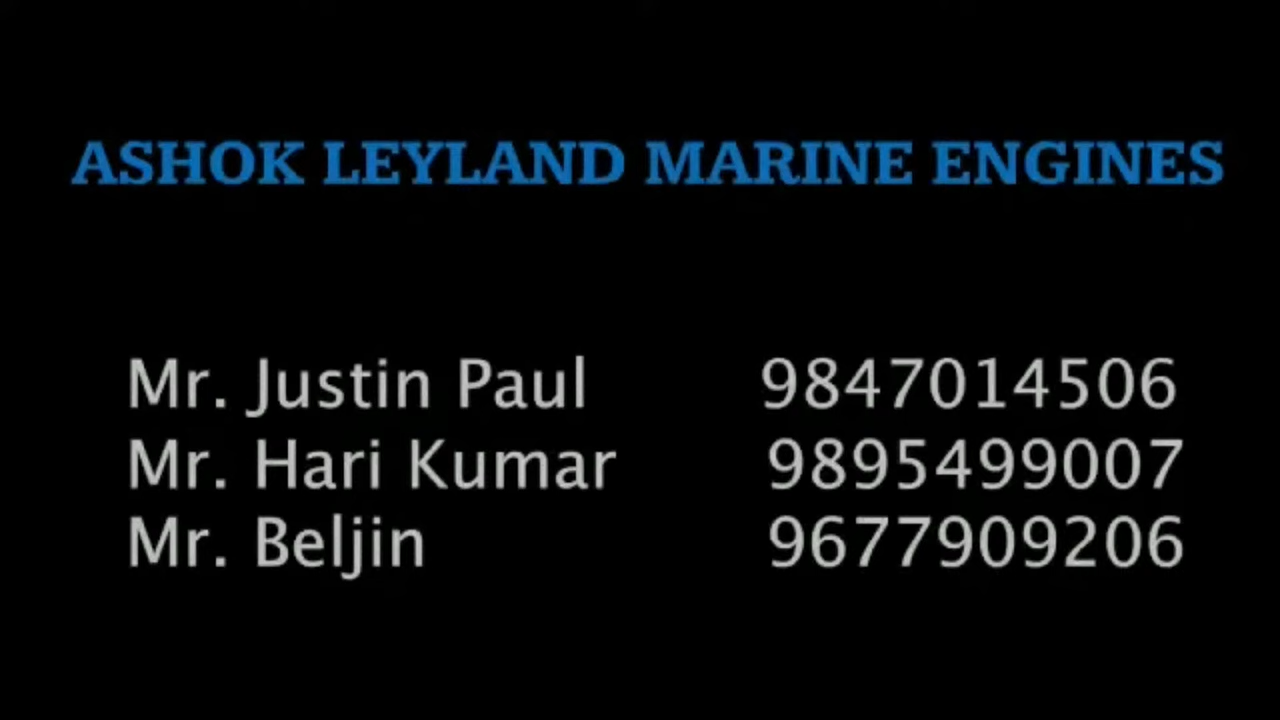 ASHOK LEYLAND MARINE ENGINES
Mr. Justin Paul 9847014506
Mr. Hari Kumar 9895499007
Mr. Beljin 9677909206